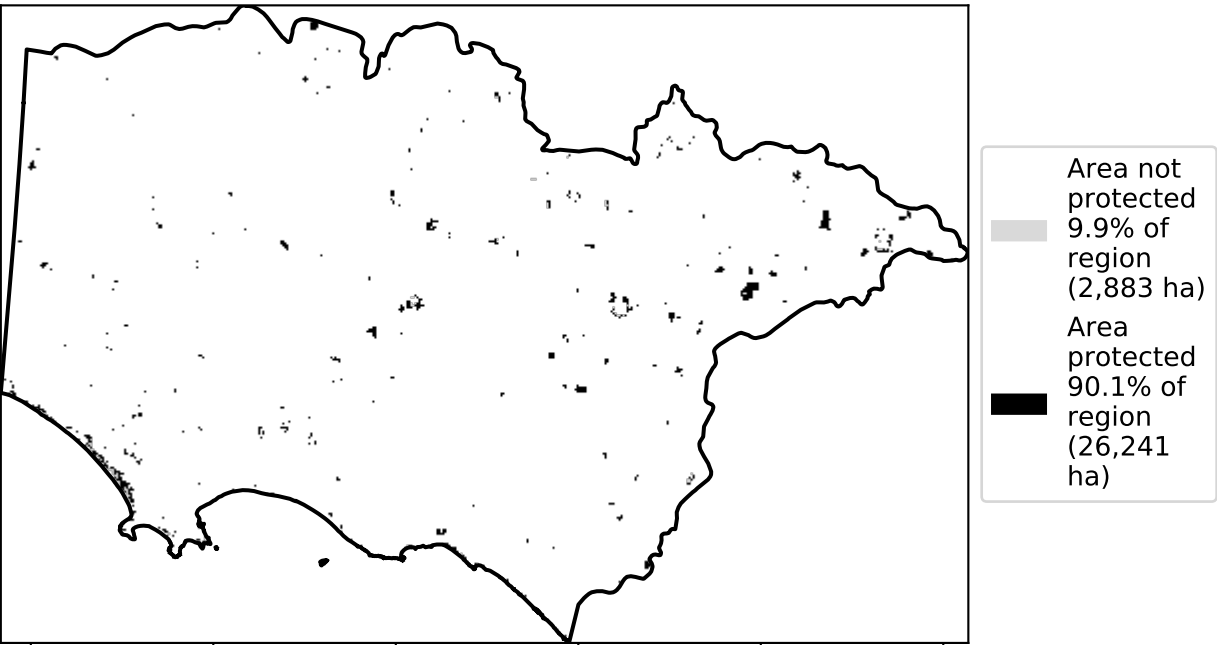 Area not
protected
9.9% of
region
(2,883 ha)
Area
protected
90.1% of
region
(26,241
ha)